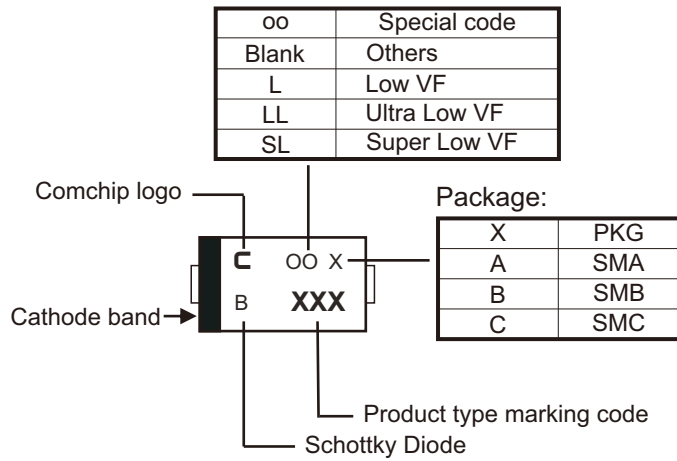 oo Special code
Blank Others
L Low VF
LL Ultra Low VF
SL Super Low VF
Comchip logo
Package:
X PKG
A SMA
B SMB
C SMC
C OO X
B XXX
Cathode band
Product type marking code
Schottky Diode